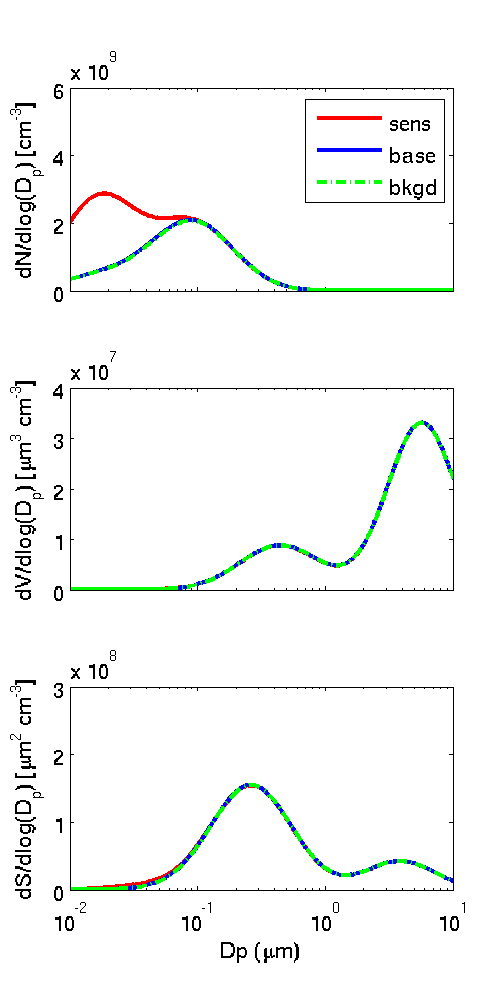 x 10^9
6
4
2
0
dN/dlog(D_p) [cm^-3]
sens
base
bkgd
x 10^7
4
3
2
1
0
dV/dlog(D_p) [μm^3 cm^-3]
x 10^8
3
2
1
0
dS/dlog(D_p) [μm^2 cm^-3]
10^-2 10^-1 10^0 10^1
Dp (μm)